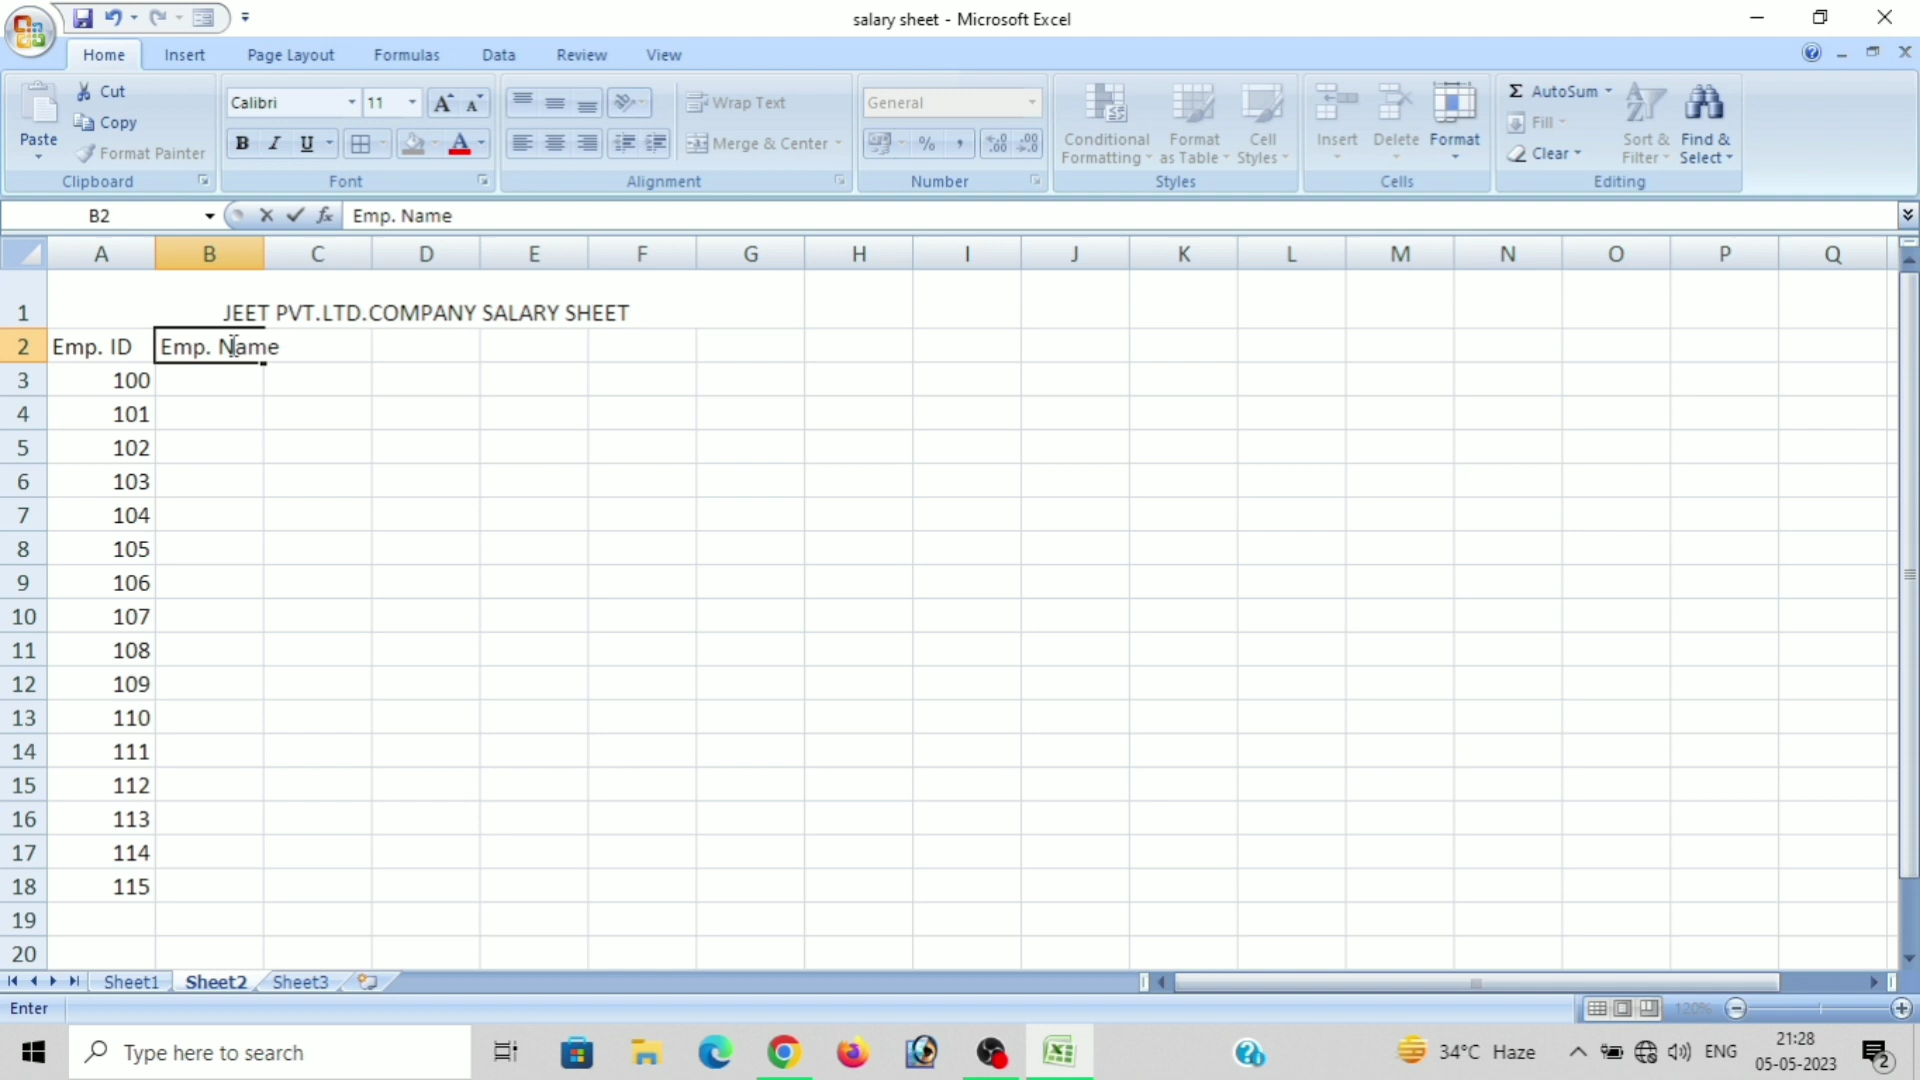 salary sheet - Microsoft Excel
Home Insert Page Layout Formulas Data Review View
Paste Cut Copy Format Painter
Calibri 11
B I U
Wrap Text
Merge & Center
General
% ,
Conditional Formatting Format as Table Cell Styles
Insert Delete Format
Σ AutoSum Fill Clear
Sort & Filter Find & Select
Clipboard Font Alignment Number Styles Cells Editing
B2 fx Emp. Name
A B C D E F G H I J K L M N O P Q
1 JEET PVT.LTD.COMPANY SALARY SHEET
2 Emp. ID Emp. Name
3 100
4 101
5 102
6 103
7 104
8 105
9 106
10 107
11 108
12 109
13 110
14 111
15 112
16 113
17 114
18 115
19
20
Sheet1 Sheet2 Sheet3
Enter 120%
Type here to search 34°C Haze ENG 21:28
05-05-2023 2